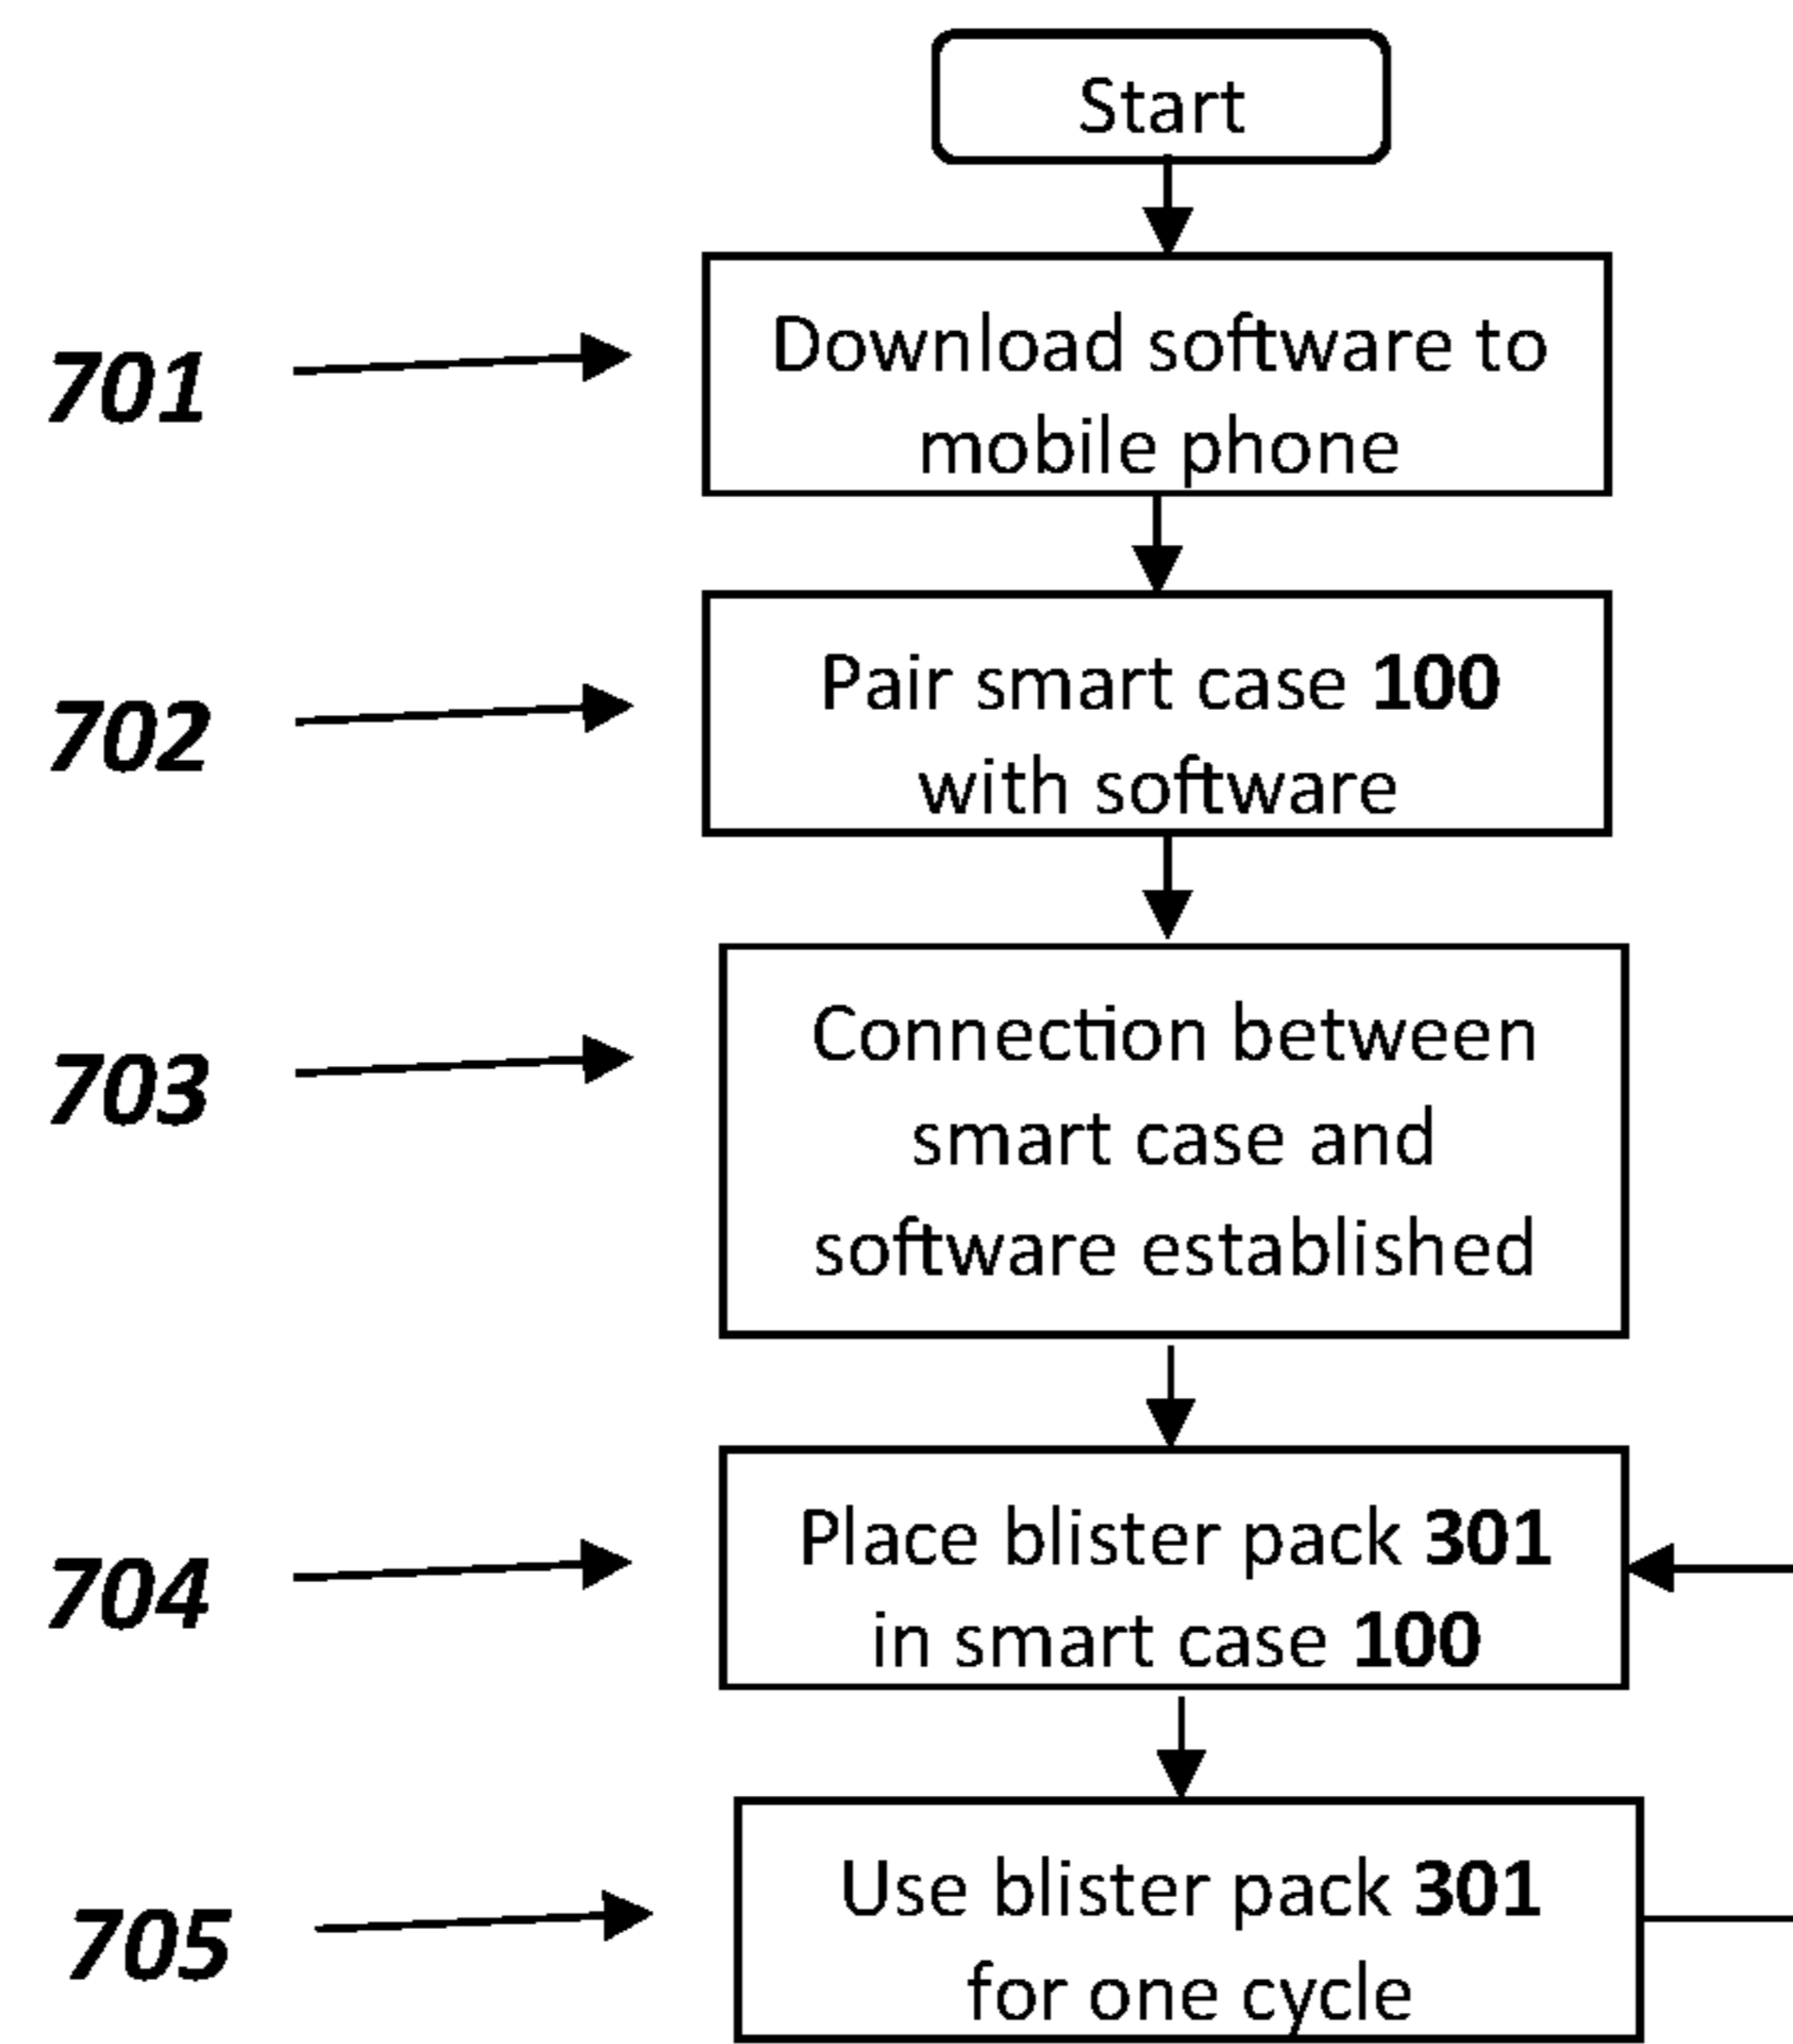 Start
701
Download software to
mobile phone
702
Pair smart case 100
with software
703
Connection between
smart case and
software established
704
Place blister pack 301
in smart case 100
705
Use blister pack 301
for one cycle